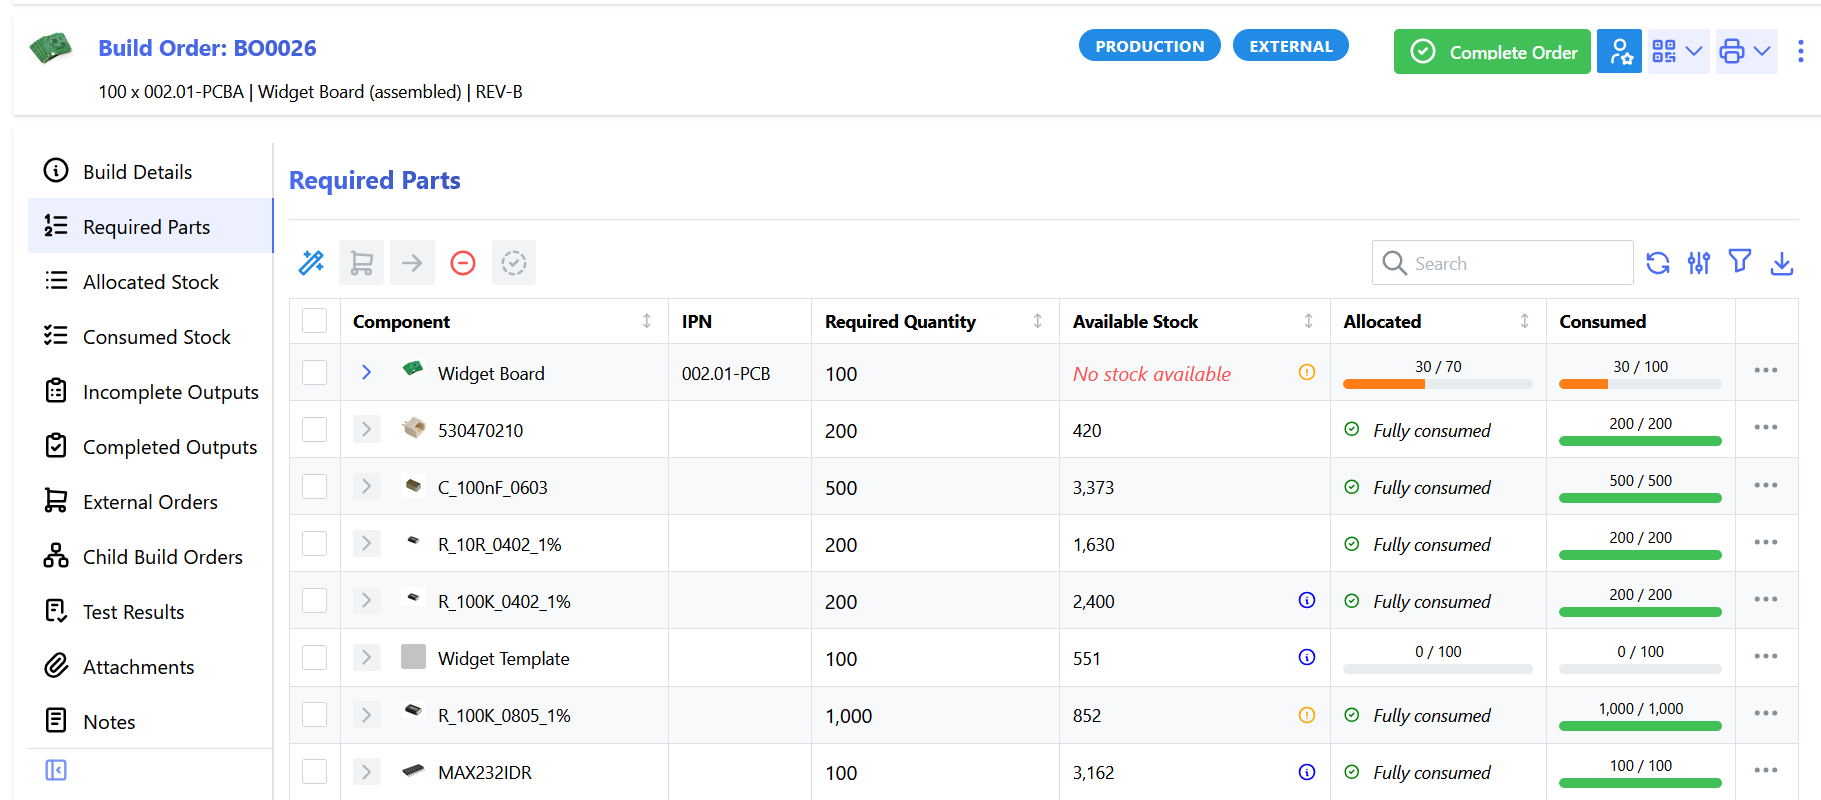 Build Order: BO0026
PRODUCTION
EXTERNAL
Complete Order
100 x 002.01-PCBA | Widget Board (assembled) | REV-B
Build Details
Required Parts
Allocated Stock
Consumed Stock
Incomplete Outputs
Completed Outputs
External Orders
Child Build Orders
Test Results
Attachments
Notes
Required Parts
Search
Component IPN Required Quantity Available Stock Allocated Consumed
Widget Board 002.01-PCB 100 No stock available 30 / 70 30 / 100
530470210 200 420 Fully consumed 200 / 200
C_100nF_0603 500 3,373 Fully consumed 500 / 500
R_10R_0402_1% 200 1,630 Fully consumed 200 / 200
R_100K_0402_1% 200 2,400 Fully consumed 200 / 200
Widget Template 100 551 0 / 100 0 / 100
R_100K_0805_1% 1,000 852 Fully consumed 1,000 / 1,000
MAX232IDR 100 3,162 Fully consumed 100 / 100